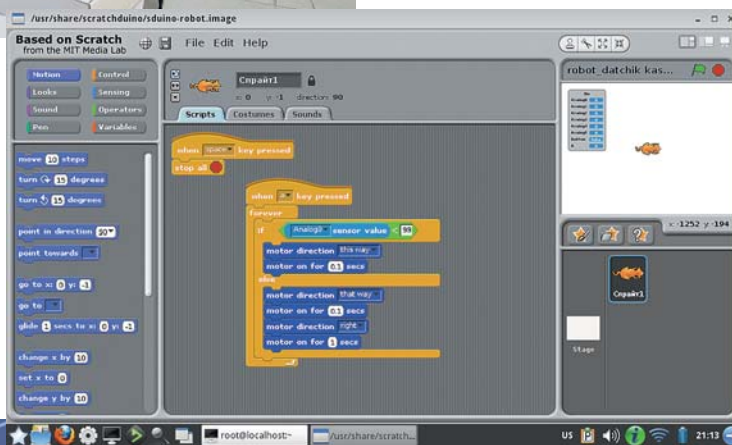 /usr/share/scratchduino/sduino-robot.image
Based on Scratch
from the MIT Media Lab
File Edit Help
Motion Control
Looks Sensing
Sound Operators
Pen Variables
move 10 steps
turn 15 degrees
turn 15 degrees
point in direction 90
point towards
go to x: 0 y: -1
go to
glide 1 secs to x: 0 y: -1
change x by 10
set x to 0
change y by 10
Спрайт1
x: 0 y: -1 direction: 90
Scripts Costumes Sounds
when space key pressed
stop all
when key pressed
forever
if Analog0 sensor value < 99
motor direction this way
motor on for 0.1 secs
else
motor direction that way
motor on for 0.1 secs
motor direction right
motor on for 1 secs
robot_datchik kas...
x: -1252 y: -194
Спрайт1
Stage
root@localhost:~
/usr/share/scratch...
us
21:13